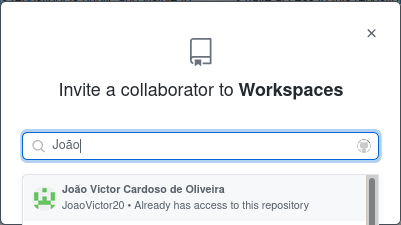 Invite a collaborator to Workspaces
João
João Victor Cardoso de Oliveira
JoaoVictor20 • Already has access to this repository